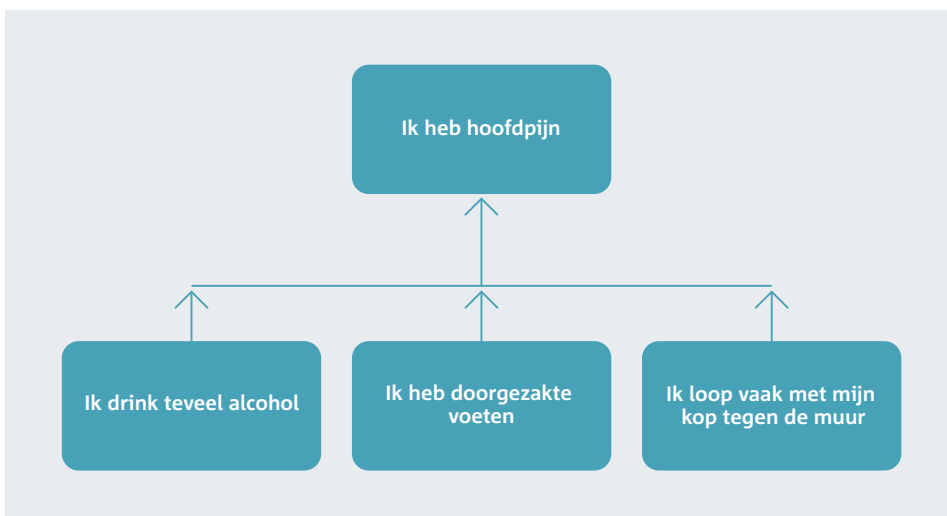 Ik heb hoofdpijn
Ik drink teveel alcohol
Ik heb doorgezakte
voeten
Ik loop vaak met mijn
kop tegen de muur